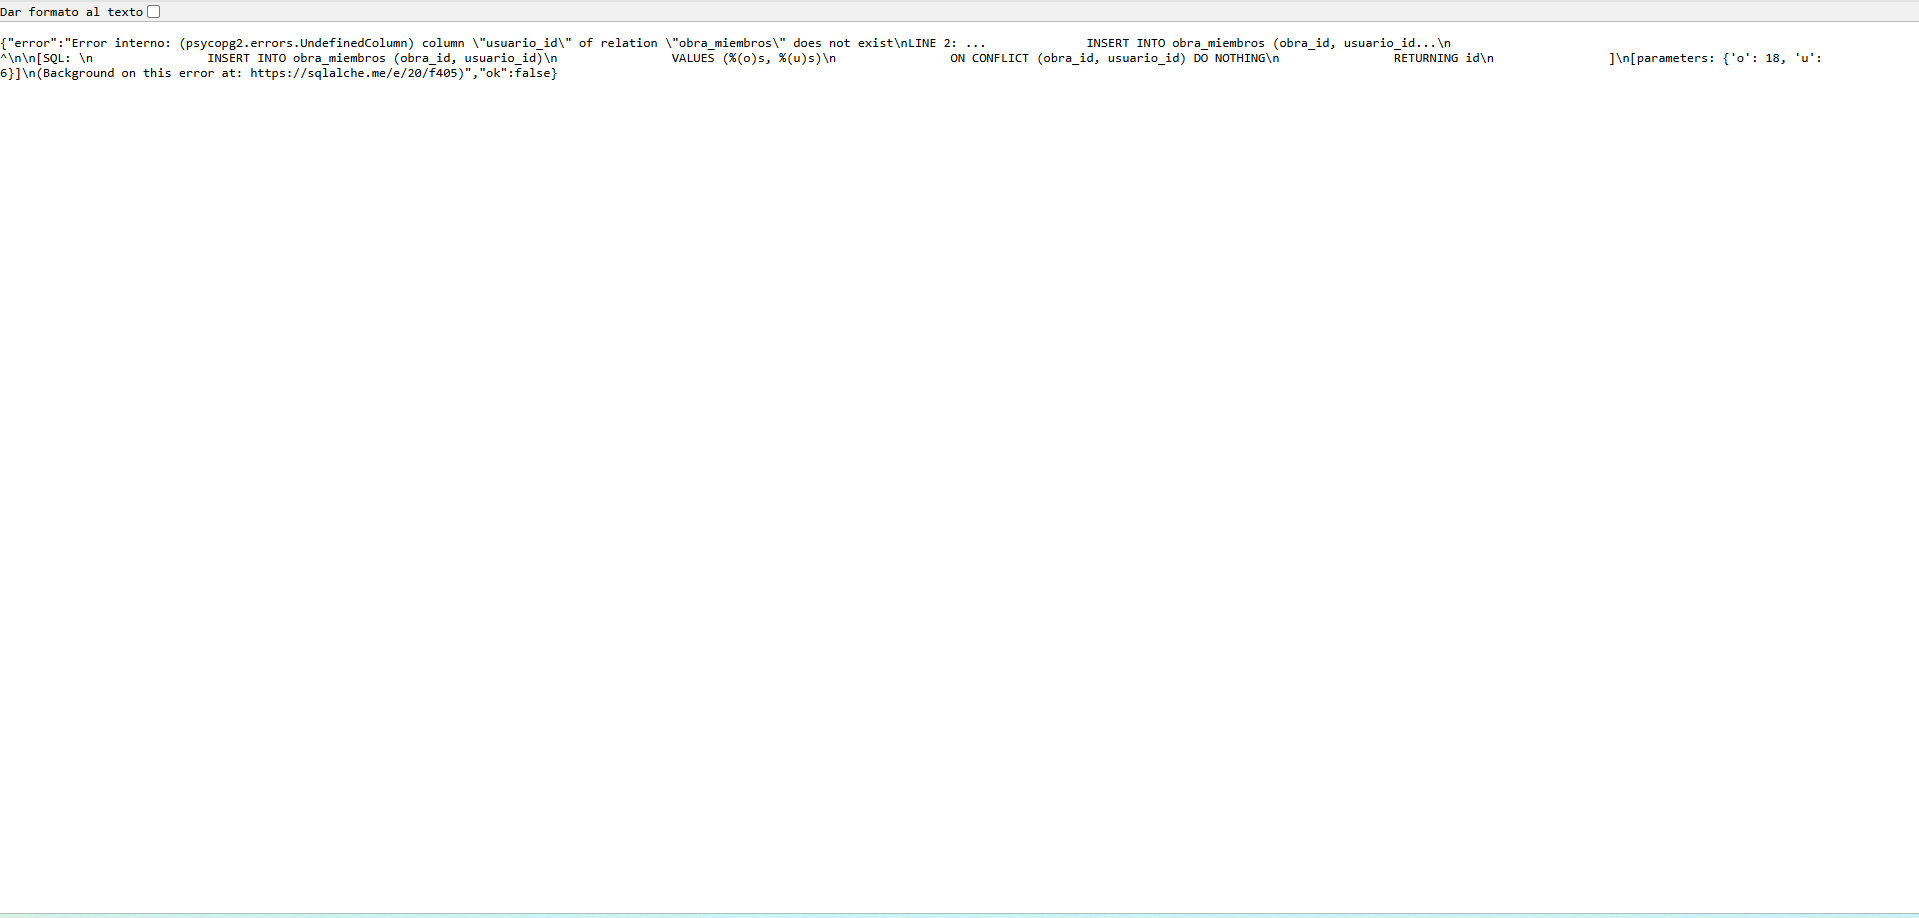 Dar formato al texto
{"error":"Error interno: (psycopg2.errors.UndefinedColumn) column \"usuario_id\" of relation \"obra_miembros\" does not exist\nLINE 2: ...              INSERT INTO obra_miembros (obra_id, usuario_id...\n
^\n\n[SQL: \n                INSERT INTO obra_miembros (obra_id, usuario_id)\n                VALUES (%(o)s, %(u)s)\n                ON CONFLICT (obra_id, usuario_id) DO NOTHING\n                RETURNING id\n                ]\n[parameters: {'o': 18, 'u':
6}]\n(Background on this error at: https://sqlalche.me/e/20/f405)","ok":false}